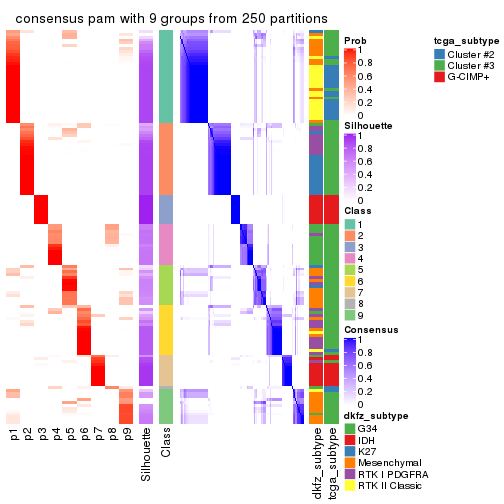 consensus pam with 9 groups from 250 partitions
p1
p2
p3
p4
p5
p6
p7
p8
p9
Silhouette
Class
dkfz_subtype
tcga_subtype
Prob
1
0.8
0.6
0.4
0.2
0
Silhouette
1
0.8
0.6
0.4
0.2
0
Class
1
2
3
4
5
6
7
8
9
Consensus
1
0.8
0.6
0.4
0.2
0
dkfz_subtype
G34
IDH
K27
Mesenchymal
RTK I PDGFRA
RTK II Classic
tcga_subtype
Cluster #2
Cluster #3
G-CIMP+